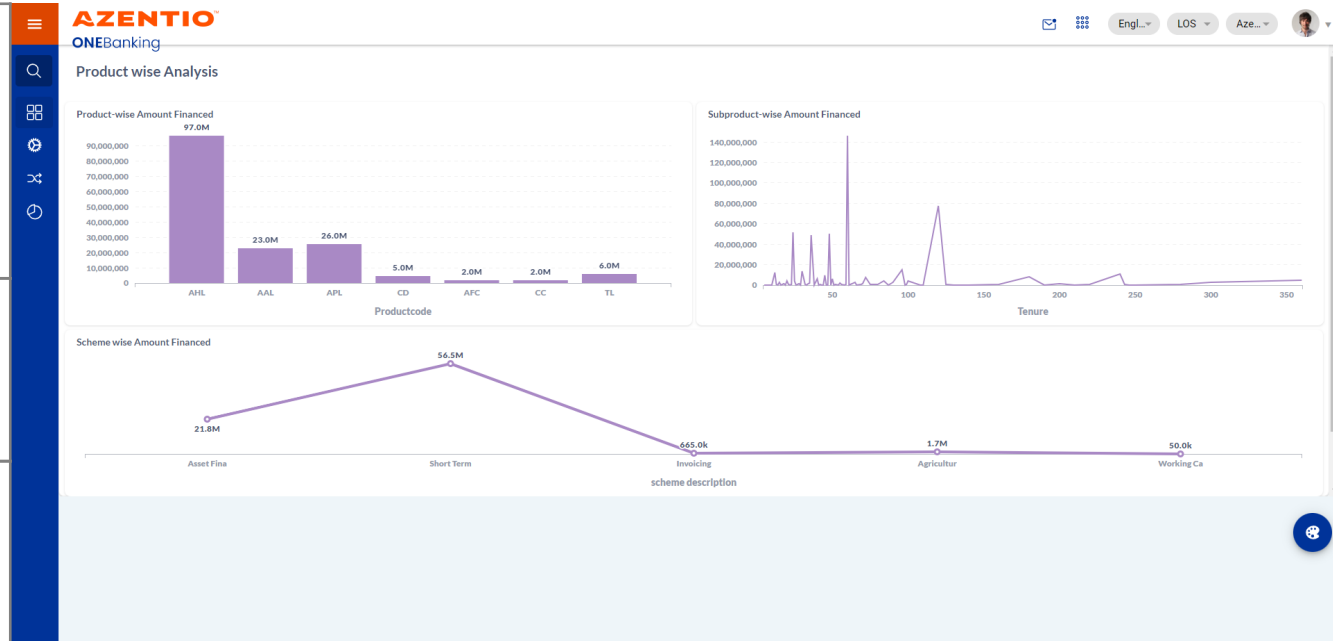 AZENTIO™
ONEBanking
Engl...
LOS
Aze...
Product wise Analysis
Product-wise Amount Financed
97.0M
90,000,000
80,000,000
70,000,000
60,000,000
50,000,000
40,000,000
30,000,000
20,000,000
10,000,000
0
23.0M
26.0M
5.0M
2.0M
2.0M
6.0M
AHL AAL APL CD AFC CC TL
Productcode
Subproduct-wise Amount Financed
140,000,000
120,000,000
100,000,000
80,000,000
60,000,000
40,000,000
20,000,000
0
50 100 150 200 250 300 350
Tenure
Scheme wise Amount Financed
56.5M
21.8M
665.0k
1.7M
50.0k
Asset Fina Short Term Invoicing Agricultur Working Ca
scheme description